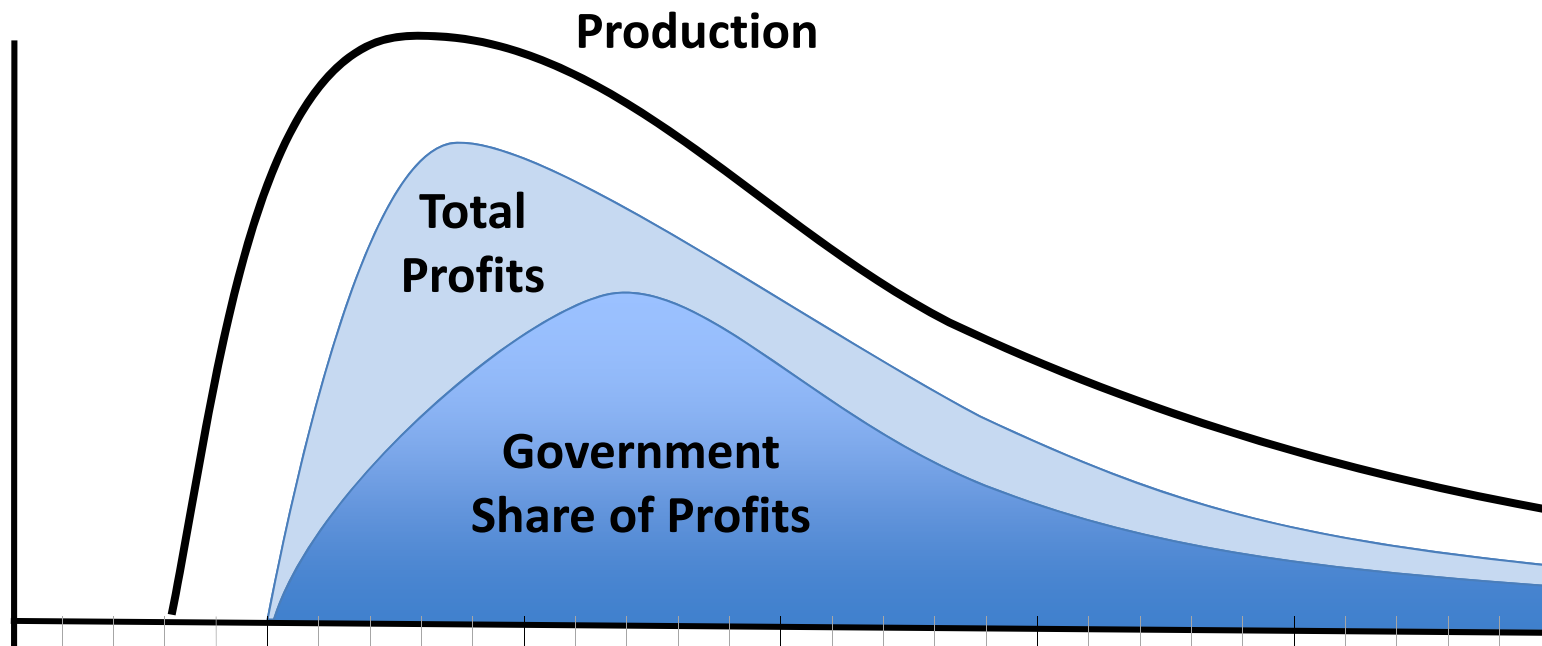 Production
Total
Profits
Government
Share of Profits